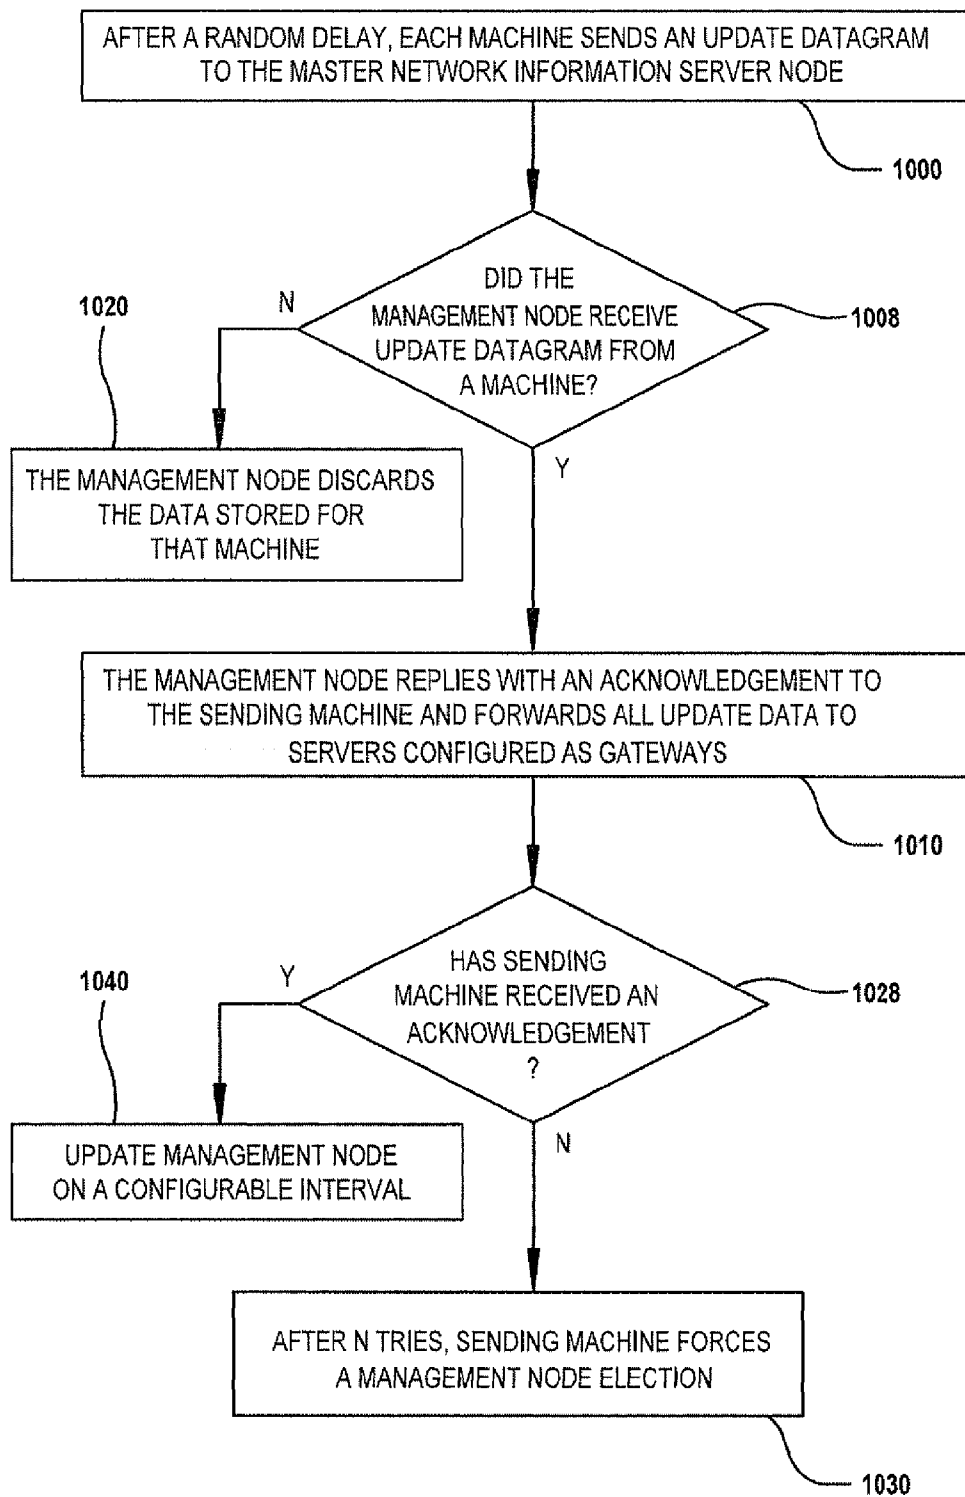 AFTER A RANDOM DELAY, EACH MACHINE SENDS AN UPDATE DATAGRAM
TO THE MASTER NETWORK INFORMATION SERVER NODE
1000
DID THE
MANAGEMENT NODE RECEIVE
UPDATE DATAGRAM FROM
A MACHINE?
1008
N
1020
Y
THE MANAGEMENT NODE DISCARDS
THE DATA STORED FOR
THAT MACHINE
THE MANAGEMENT NODE REPLIES WITH AN ACKNOWLEDGEMENT TO
THE SENDING MACHINE AND FORWARDS ALL UPDATE DATA TO
SERVERS CONFIGURED AS GATEWAYS
1010
HAS SENDING
MACHINE RECEIVED AN
ACKNOWLEDGEMENT
?
1028
Y
1040
N
UPDATE MANAGEMENT NODE
ON A CONFIGURABLE INTERVAL
AFTER N TRIES, SENDING MACHINE FORCES
A MANAGEMENT NODE ELECTION
1030